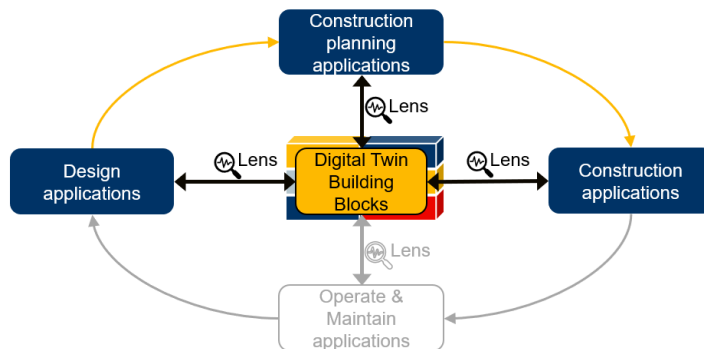 Construction
planning
applications
Lens
Design
applications
Lens
Digital Twin
Building
Blocks
Lens
Construction
applications
Lens
Operate &
Maintain
applications